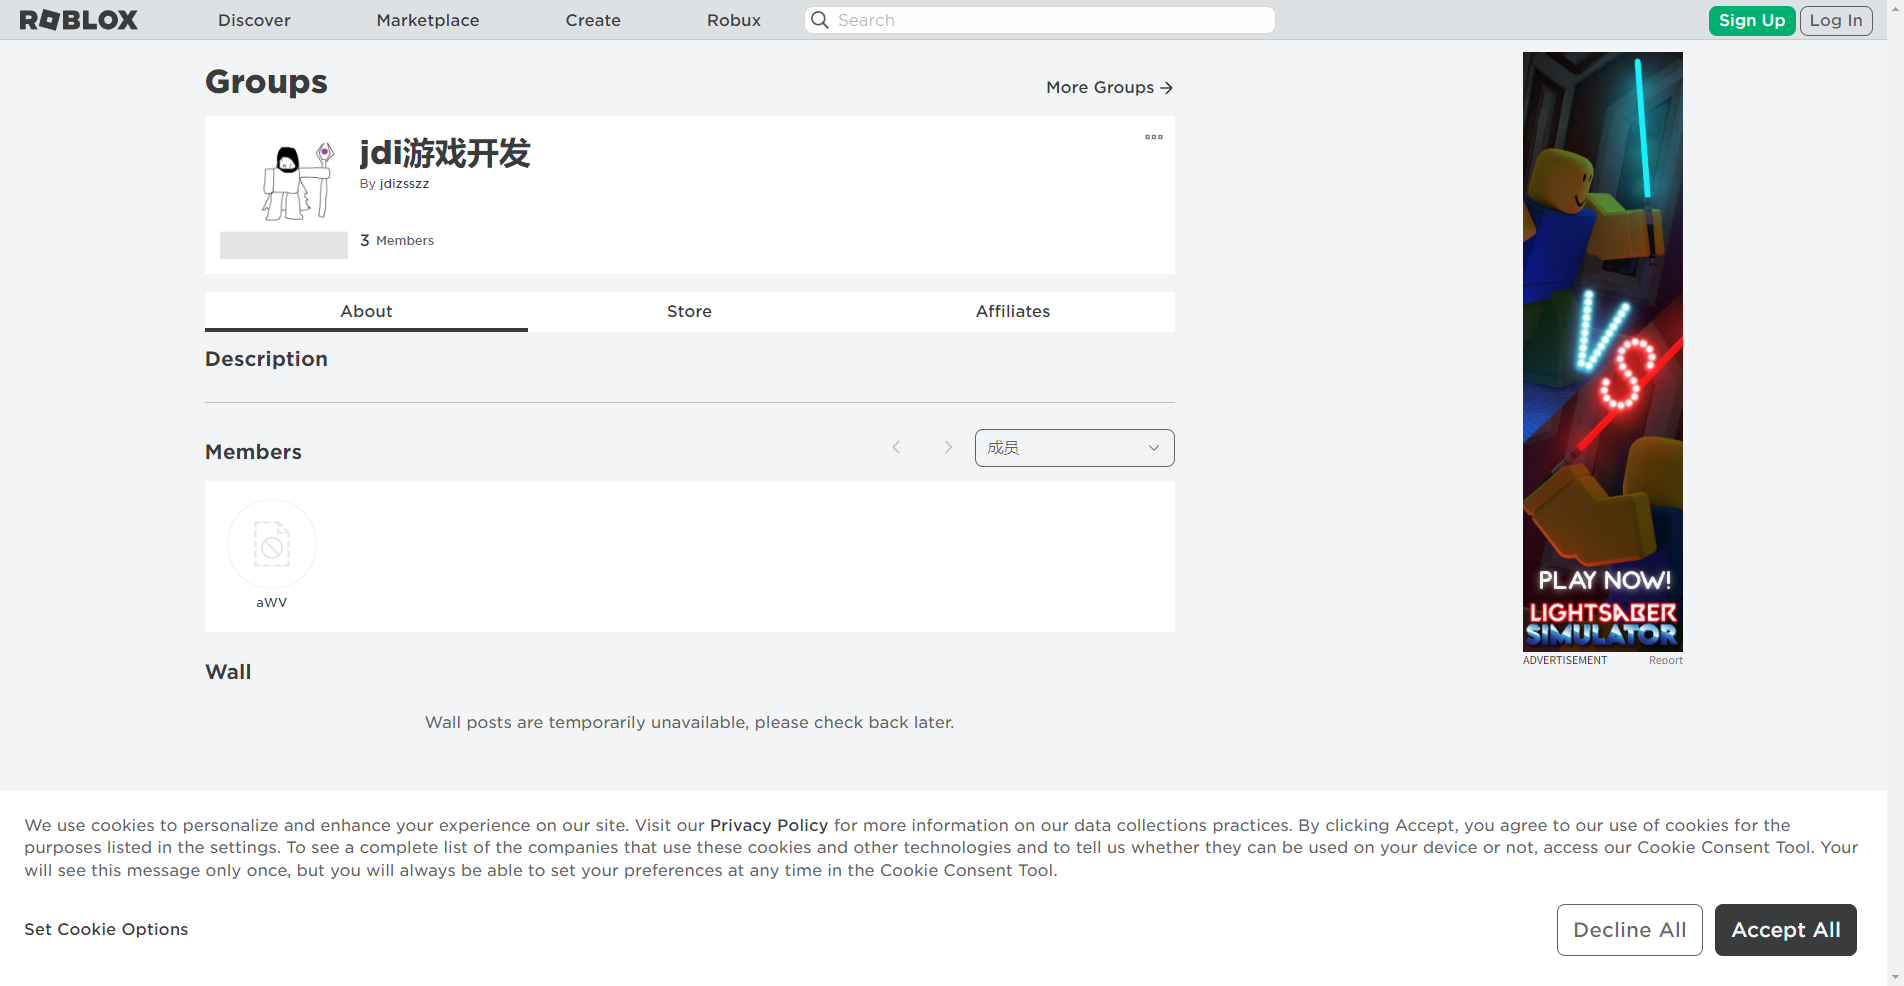 ROBLOX
Discover
Marketplace
Create
Robux
Search
Sign Up
Log In
Groups
More Groups
jdi游戏开发
By jdizsszz
3 Members
About
Store
Affiliates
Description
Members
成员
aWV
Wall
Wall posts are temporarily unavailable, please check back later.
VS
PLAY NOW!
LIGHTSABER
SIMULATOR
ADVERTISEMENT
Report
We use cookies to personalize and enhance your experience on our site. Visit our Privacy Policy for more information on our data collections practices. By clicking Accept, you agree to our use of cookies for the
purposes listed in the settings. To see a complete list of the companies that use these cookies and other technologies and to tell us whether they can be used on your device or not, access our Cookie Consent Tool. Your
will see this message only once, but you will always be able to set your preferences at any time in the Cookie Consent Tool.
Set Cookie Options
Decline All
Accept All